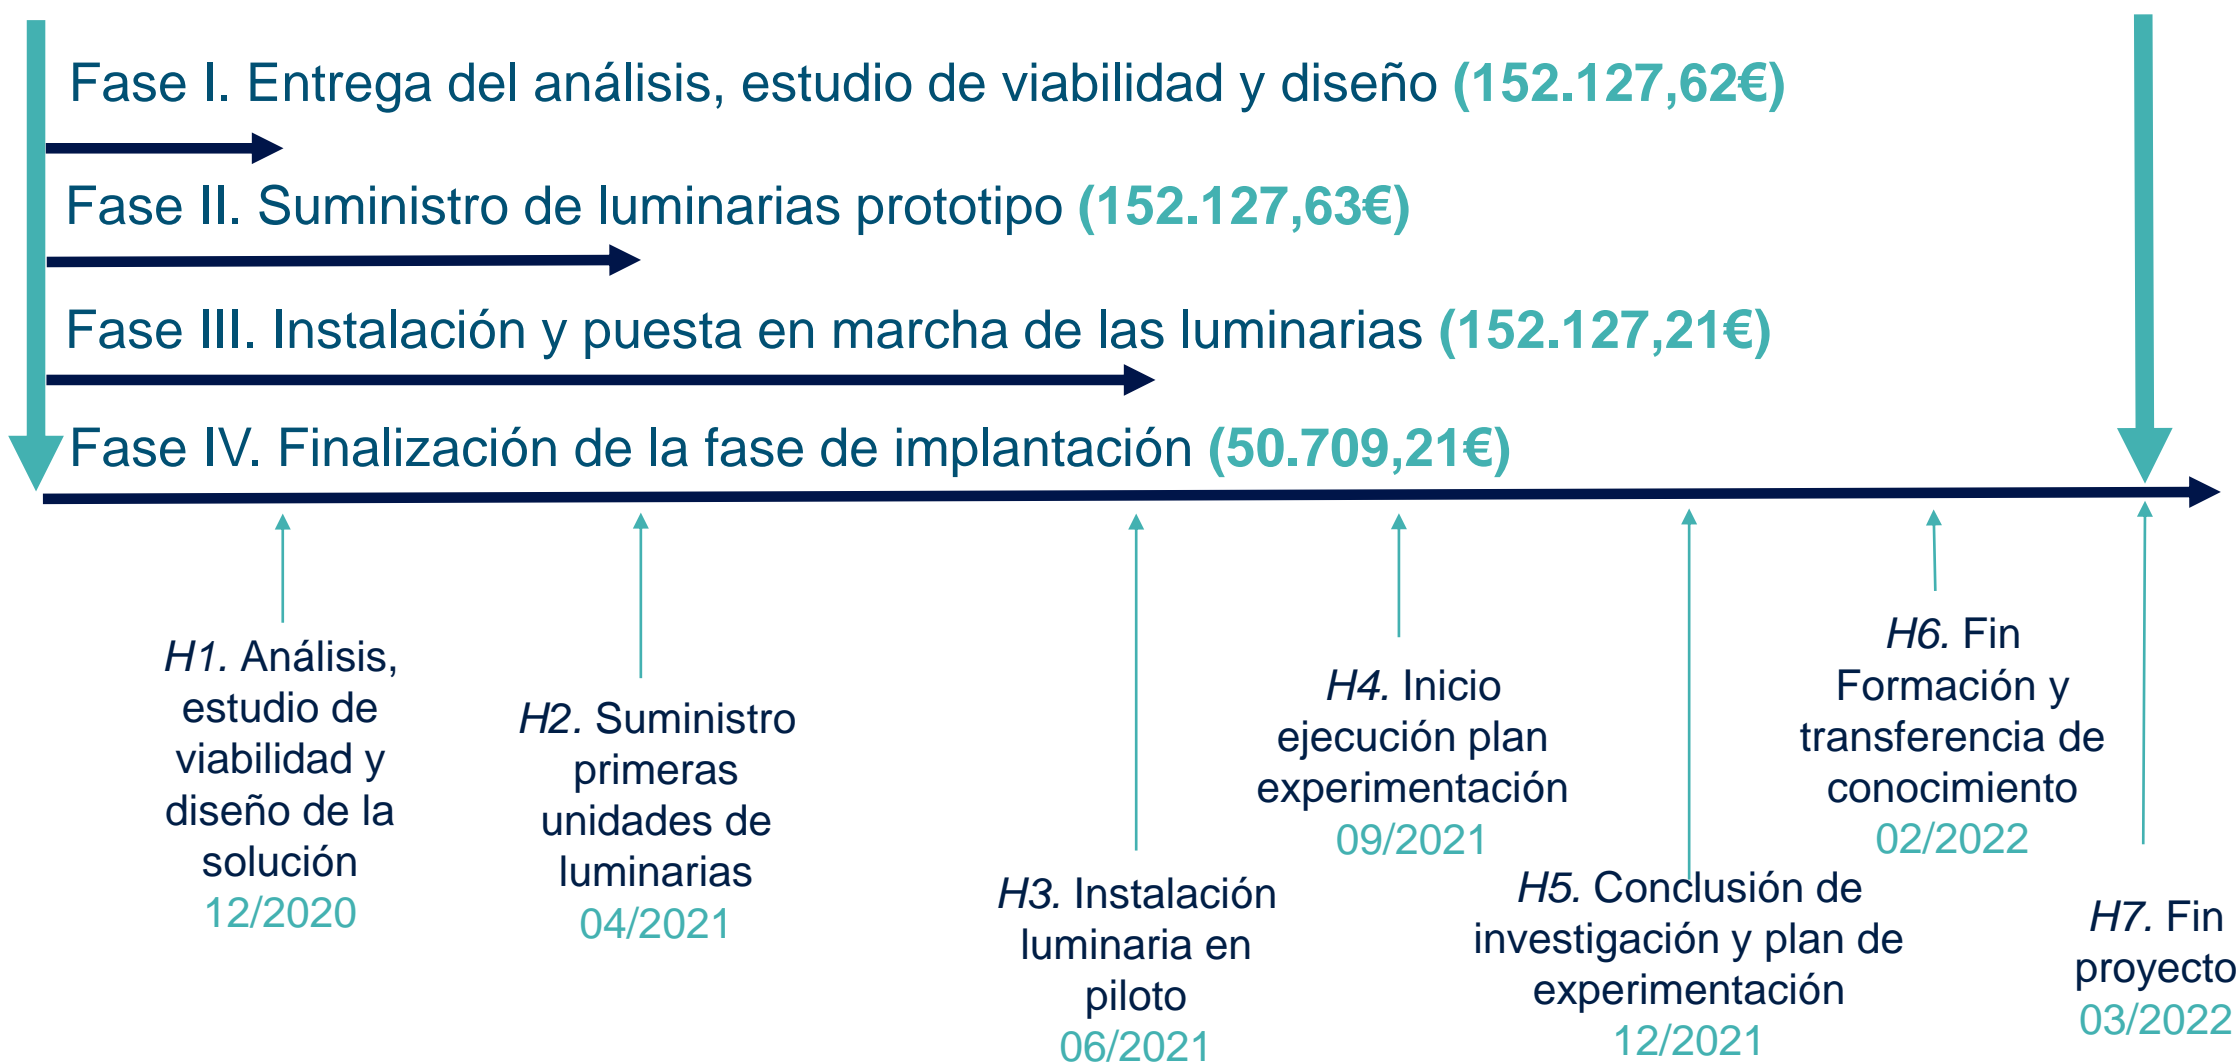 Fase I. Entrega del análisis, estudio de viabilidad y diseño (152.127,62€)
Fase II. Suministro de luminarias prototipo (152.127,63€)
Fase III. Instalación y puesta en marcha de las luminarias (152.127,21€)
Fase IV. Finalización de la fase de implantación (50.709,21€)
H1. Análisis,
estudio de
viabilidad y
diseño de la
solución
12/2020
H2. Suministro
primeras
unidades de
luminarias
04/2021
H3. Instalación
luminaria en
piloto
06/2021
H4. Inicio
ejecución plan
experimentación
09/2021
H5. Conclusión de
investigación y plan de
experimentación
12/2021
H6. Fin
Formación y
transferencia de
conocimiento
02/2022
H7. Fin
proyecto
03/2022